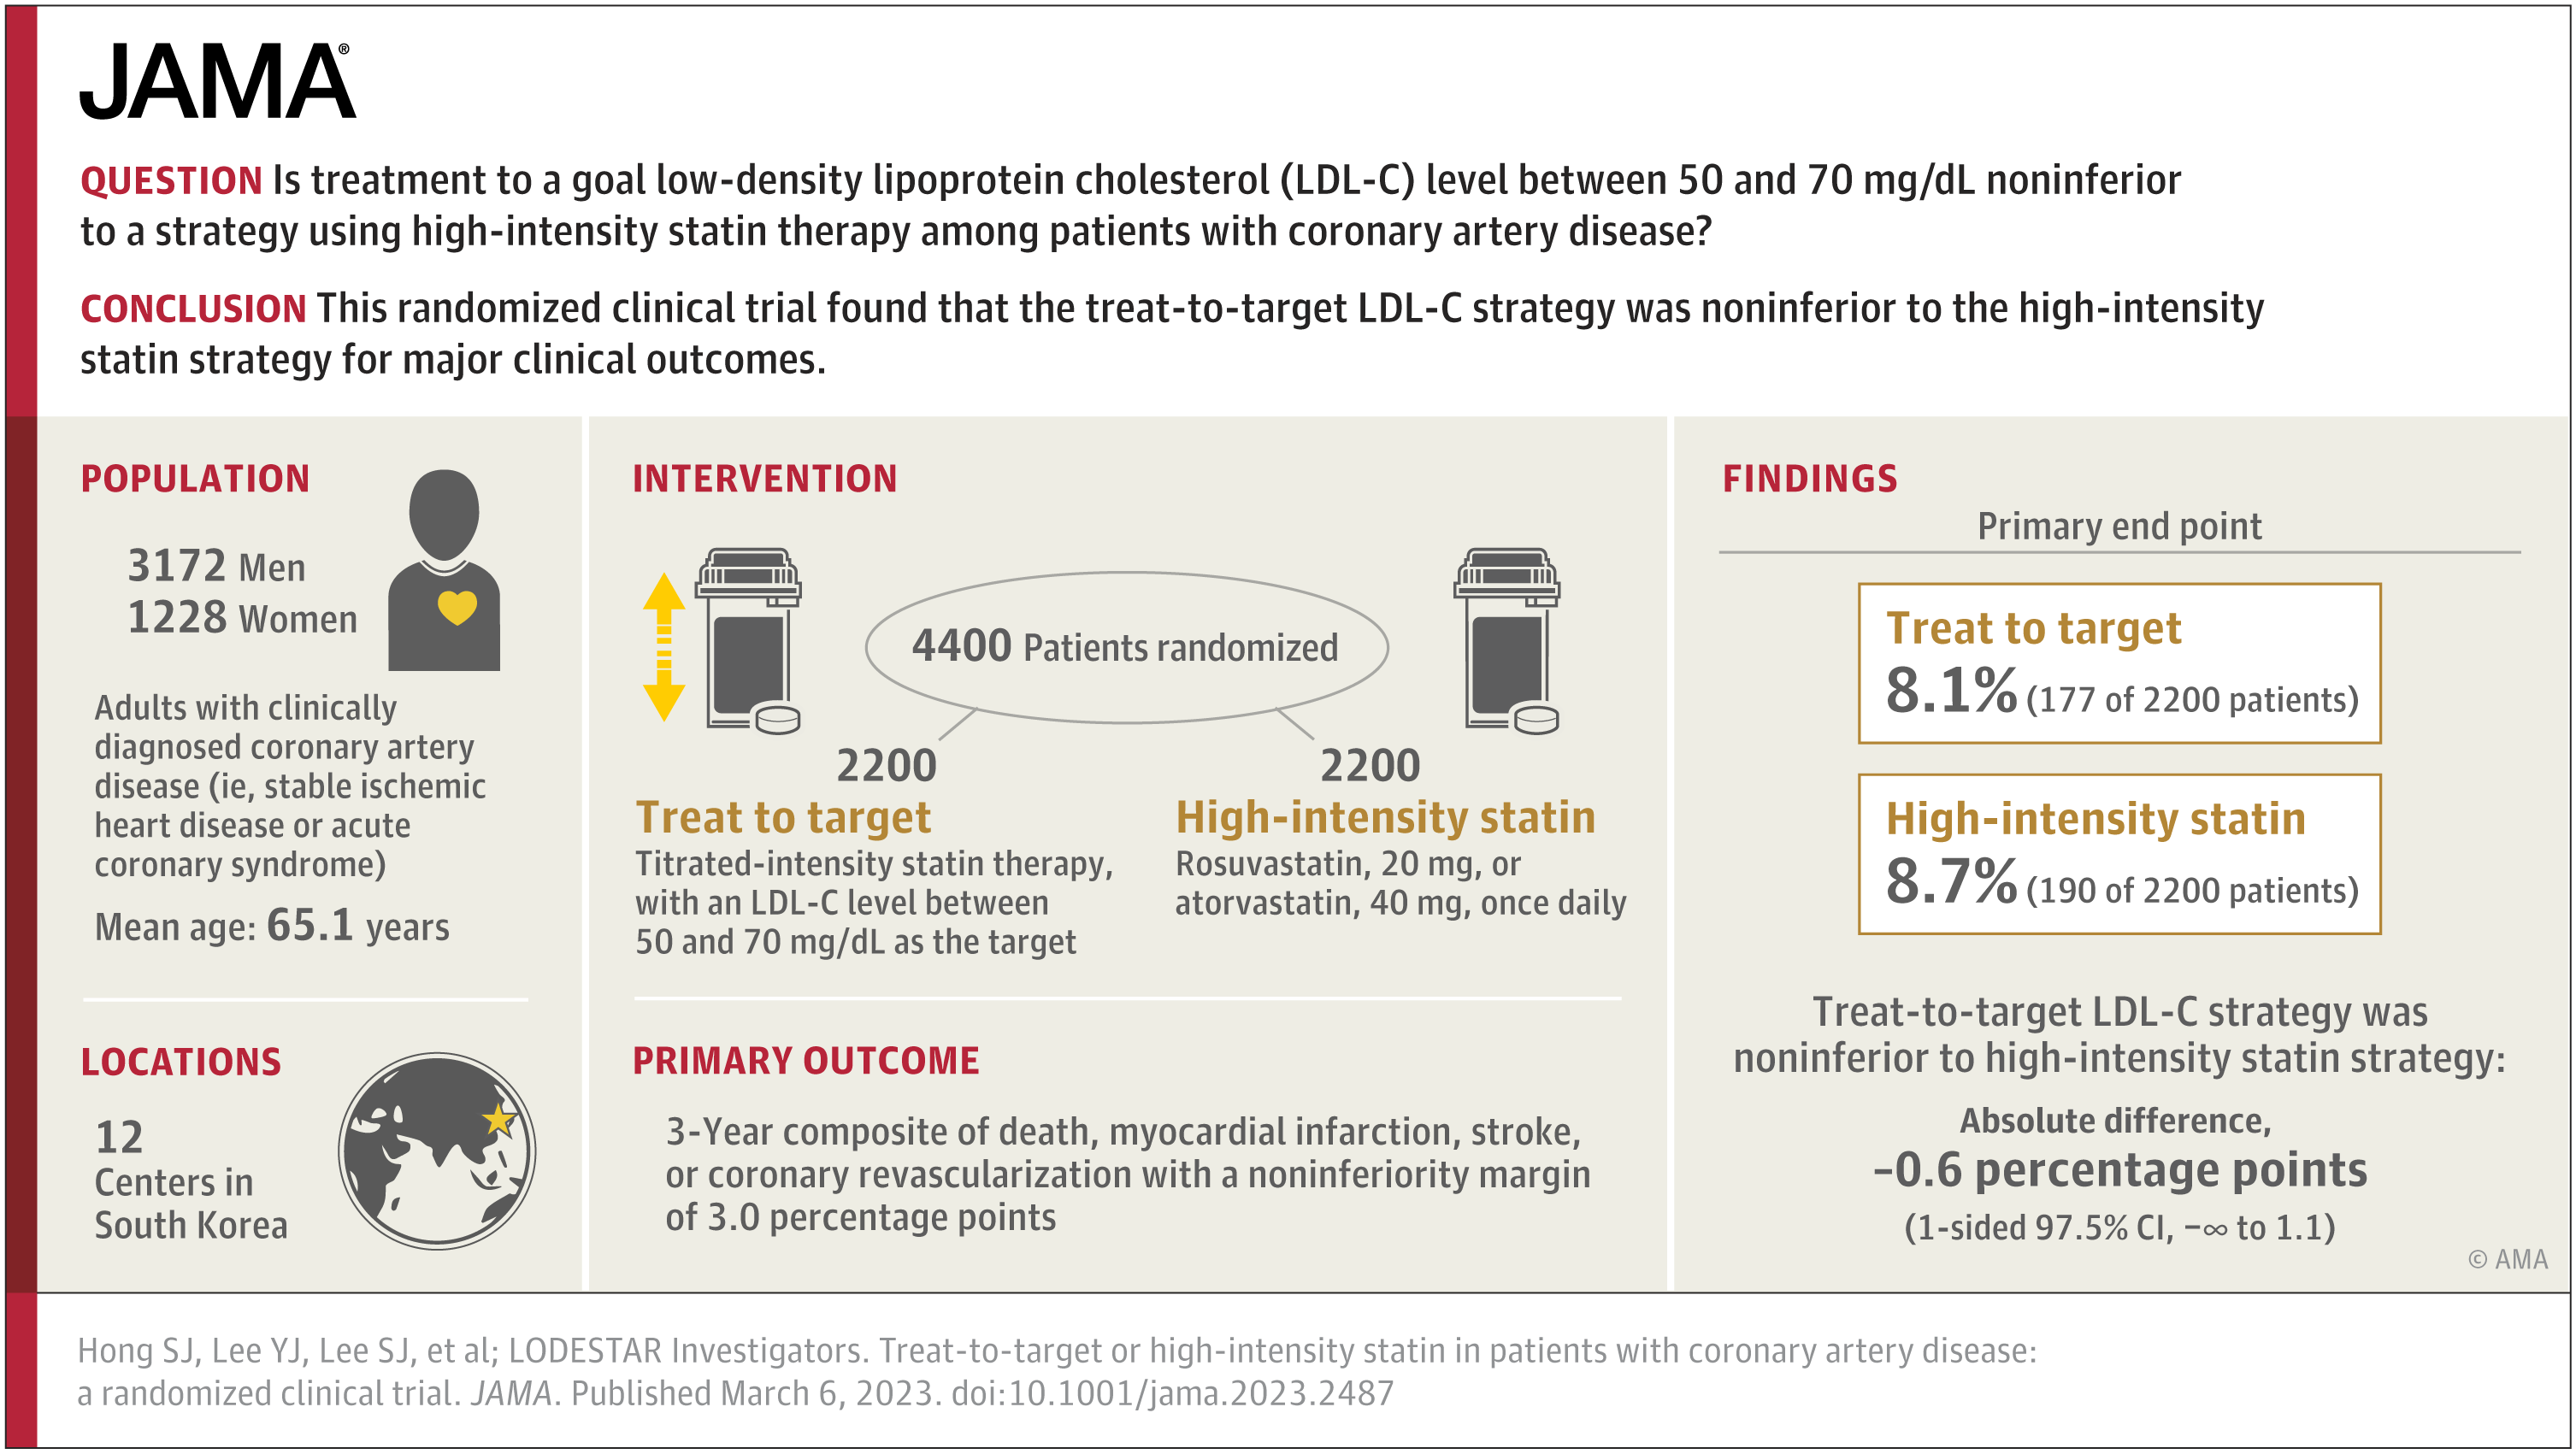 JAMA®
QUESTION Is treatment to a goal low-density lipoprotein cholesterol (LDL-C) level between 50 and 70 mg/dL noninferior
to a strategy using high-intensity statin therapy among patients with coronary artery disease?
CONCLUSION This randomized clinical trial found that the treat-to-target LDL-C strategy was noninferior to the high-intensity
statin strategy for major clinical outcomes.
POPULATION
3172 Men
1228 Women
Adults with clinically
diagnosed coronary artery
disease (ie, stable ischemic
heart disease or acute
coronary syndrome)
Mean age: 65.1 years
LOCATIONS
12
Centers in
South Korea
INTERVENTION
4400 Patients randomized
2200
Treat to target
Titrated-intensity statin therapy,
with an LDL-C level between
50 and 70 mg/dL as the target
2200
High-intensity statin
Rosuvastatin, 20 mg, or
atorvastatin, 40 mg, once daily
PRIMARY OUTCOME
3-Year composite of death, myocardial infarction, stroke,
or coronary revascularization with a noninferiority margin
of 3.0 percentage points
FINDINGS
Primary end point
Treat to target
8.1% (177 of 2200 patients)
High-intensity statin
8.7% (190 of 2200 patients)
Treat-to-target LDL-C strategy was
noninferior to high-intensity statin strategy:
Absolute difference,
−0.6 percentage points
(1-sided 97.5% CI, −∞ to 1.1)
© AMA
Hong SJ, Lee YJ, Lee SJ, et al; LODESTAR Investigators. Treat-to-target or high-intensity statin in patients with coronary artery disease:
a randomized clinical trial. JAMA. Published March 6, 2023. doi:10.1001/jama.2023.2487